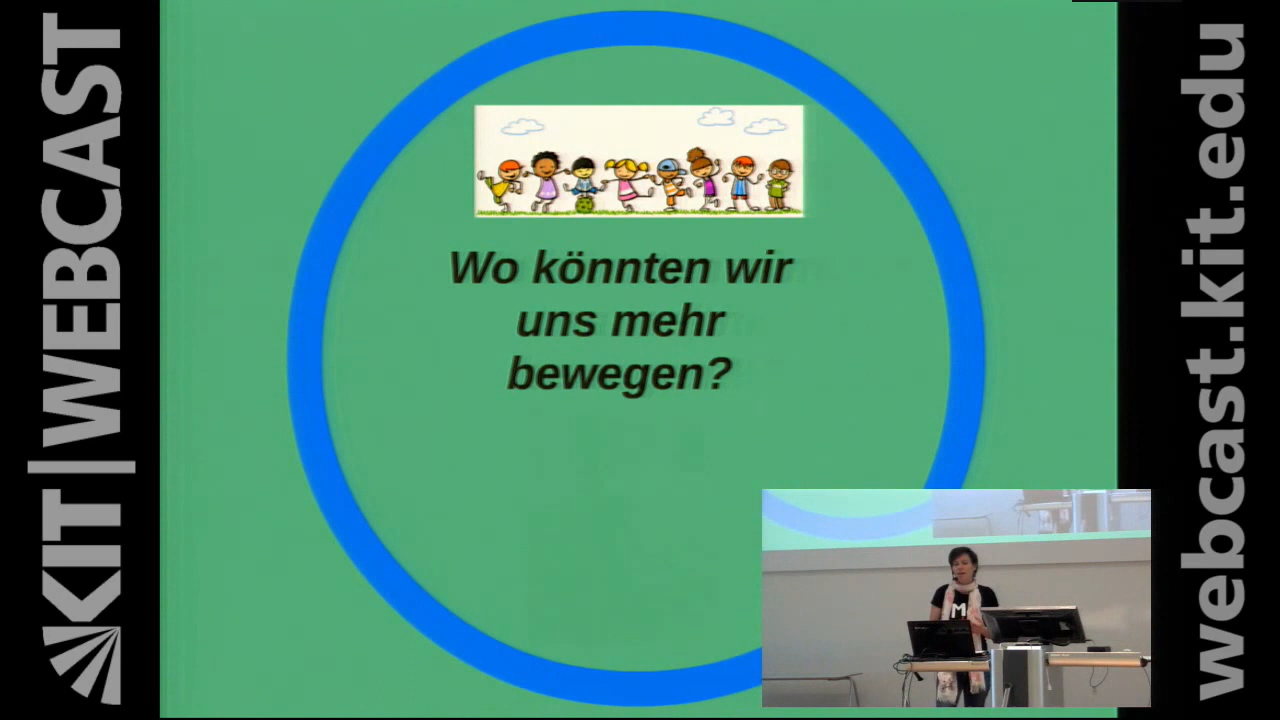 KIT|WEBCAST
Wo könnten wir
uns mehr
bewegen?
M
webcast.kit.edu